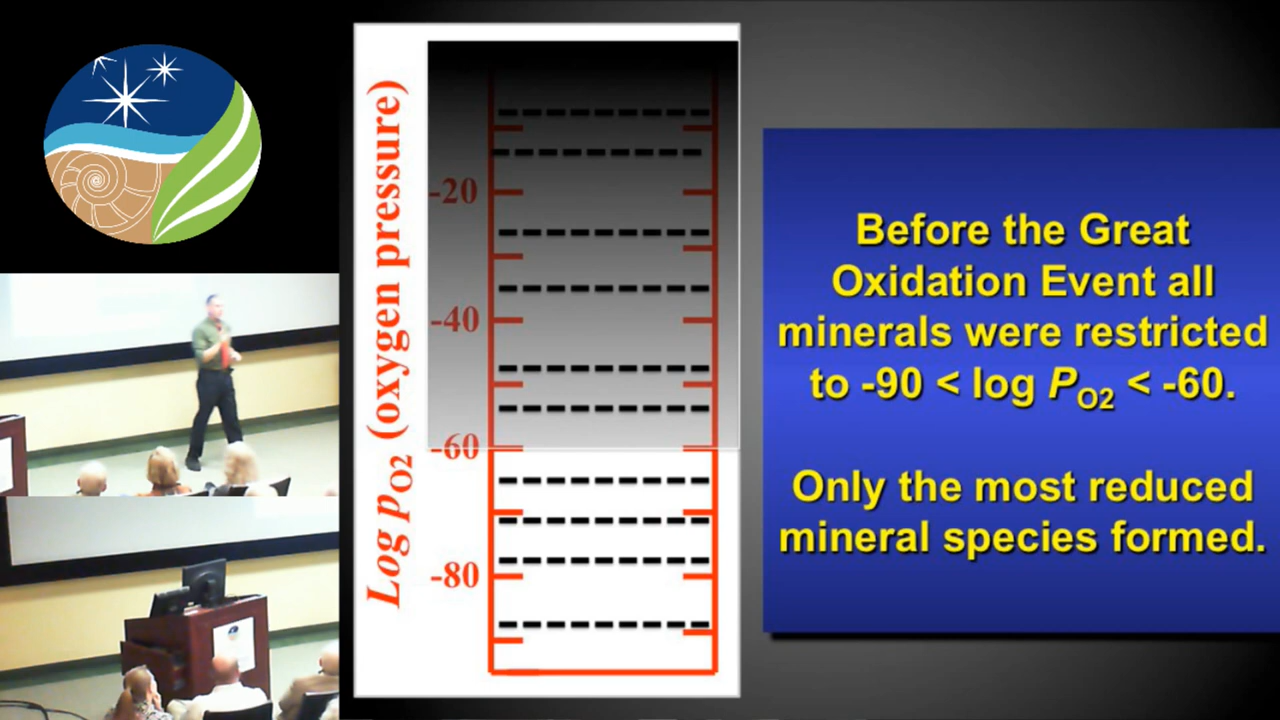 Log pO2 (oxygen pressure)
-20
-40
-60
-80
Before the Great
Oxidation Event all
minerals were restricted
to -90 < log PO2 < -60.
Only the most reduced
mineral species formed.